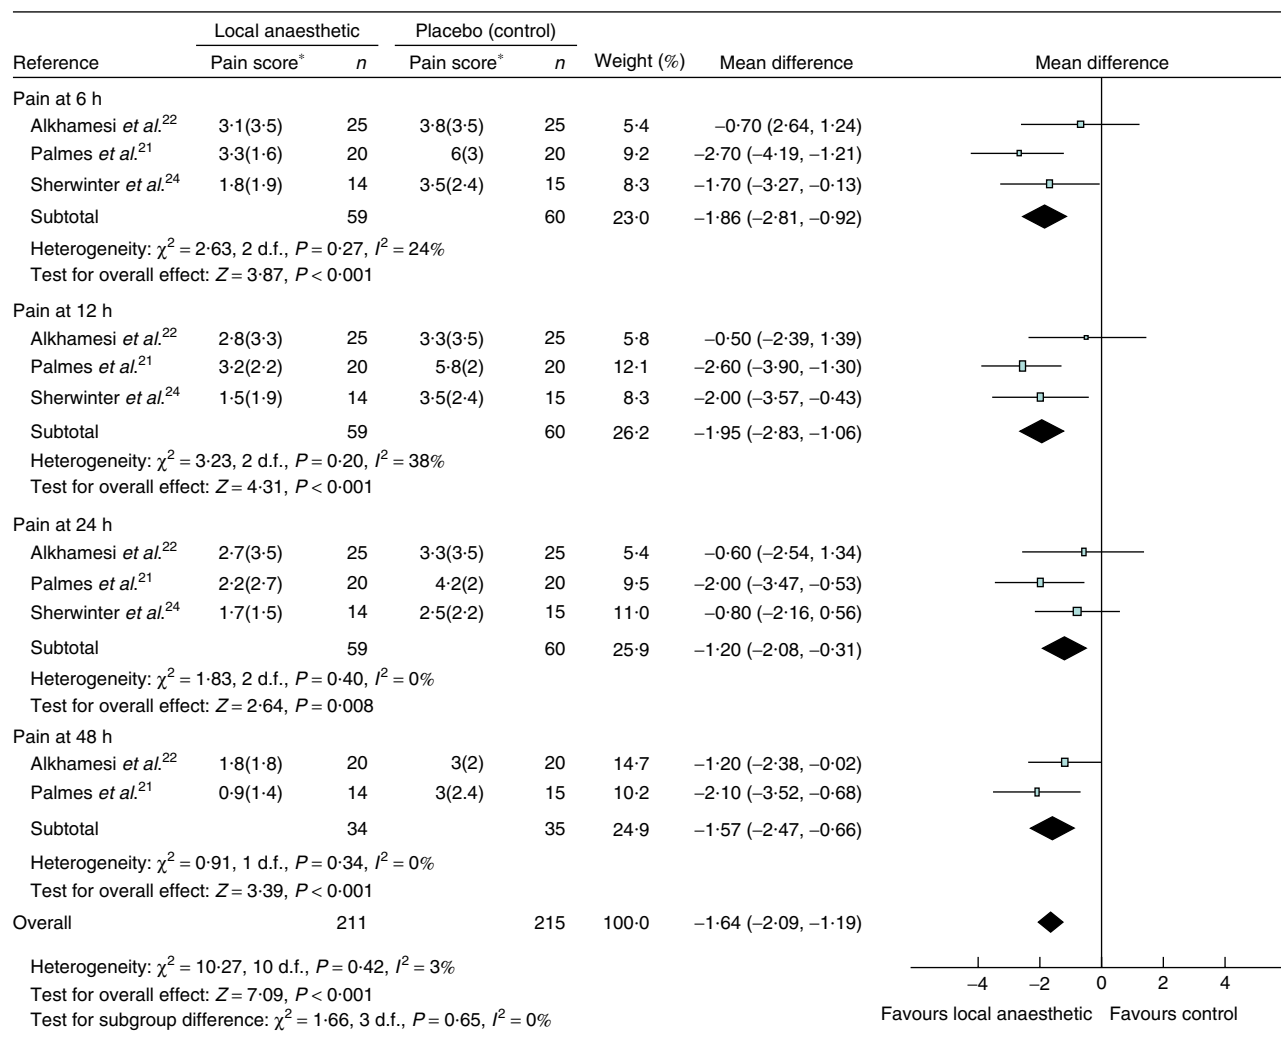 Local anaesthetic Placebo (control)
Reference Pain score* n Pain score* n Weight (%) Mean difference Mean difference
Pain at 6 h
Alkhamesi et al.22 3·1(3·5) 25 3·8(3·5) 25 5·4 −0·70 (2·64, 1·24)
Palmes et al.21 3·3(1·6) 20 6(3) 20 9·2 −2·70 (−4·19, −1·21)
Sherwinter et al.24 1·8(1·9) 14 3·5(2·4) 15 8·3 −1·70 (−3·27, −0·13)
Subtotal 59 60 23·0 −1·86 (−2·81, −0·92)
Heterogeneity: χ2 = 2·63, 2 d.f., P = 0·27, I2 = 24%
Test for overall effect: Z = 3·87, P < 0·001
Pain at 12 h
Alkhamesi et al.22 2·8(3·3) 25 3·3(3·5) 25 5·8 −0·50 (−2·39, 1·39)
Palmes et al.21 3·2(2·2) 20 5·8(2) 20 12·1 −2·60 (−3·90, −1·30)
Sherwinter et al.24 1·5(1·9) 14 3·5(2·4) 15 8·3 −2·00 (−3·57, −0·43)
Subtotal 59 60 26·2 −1·95 (−2·83, −1·06)
Heterogeneity: χ2 = 3·23, 2 d.f., P = 0·20, I2 = 38%
Test for overall effect: Z = 4·31, P < 0·001
Pain at 24 h
Alkhamesi et al.22 2·7(3·5) 25 3·3(3·5) 25 5·4 −0·60 (−2·54, 1·34)
Palmes et al.21 2·2(2·7) 20 4·2(2) 20 9·5 −2·00 (−3·47, −0·53)
Sherwinter et al.24 1·7(1·5) 14 2·5(2·2) 15 11·0 −0·80 (−2·16, 0·56)
Subtotal 59 60 25·9 −1·20 (−2·08, −0·31)
Heterogeneity: χ2 = 1·83, 2 d.f., P = 0·40, I2 = 0%
Test for overall effect: Z = 2·64, P = 0·008
Pain at 48 h
Alkhamesi et al.22 1·8(1·8) 20 3(2) 20 14·7 −1·20 (−2·38, −0·02)
Palmes et al.21 0·9(1·4) 14 3(2.4) 15 10·2 −2·10 (−3·52, −0·68)
Subtotal 34 35 24·9 −1·57 (−2·47, −0·66)
Heterogeneity: χ2 = 0·91, 1 d.f., P = 0·34, I2 = 0%
Test for overall effect: Z = 3·39, P < 0·001
Overall 211 215 100·0 −1·64 (−2·09, −1·19)
Heterogeneity: χ2 = 10·27, 10 d.f., P = 0·42, I2 = 3%
Test for overall effect: Z = 7·09, P < 0·001
Test for subgroup difference: χ2 = 1·66, 3 d.f., P = 0·65, I2 = 0%
−4 −2 0 2 4
Favours local anaesthetic Favours control